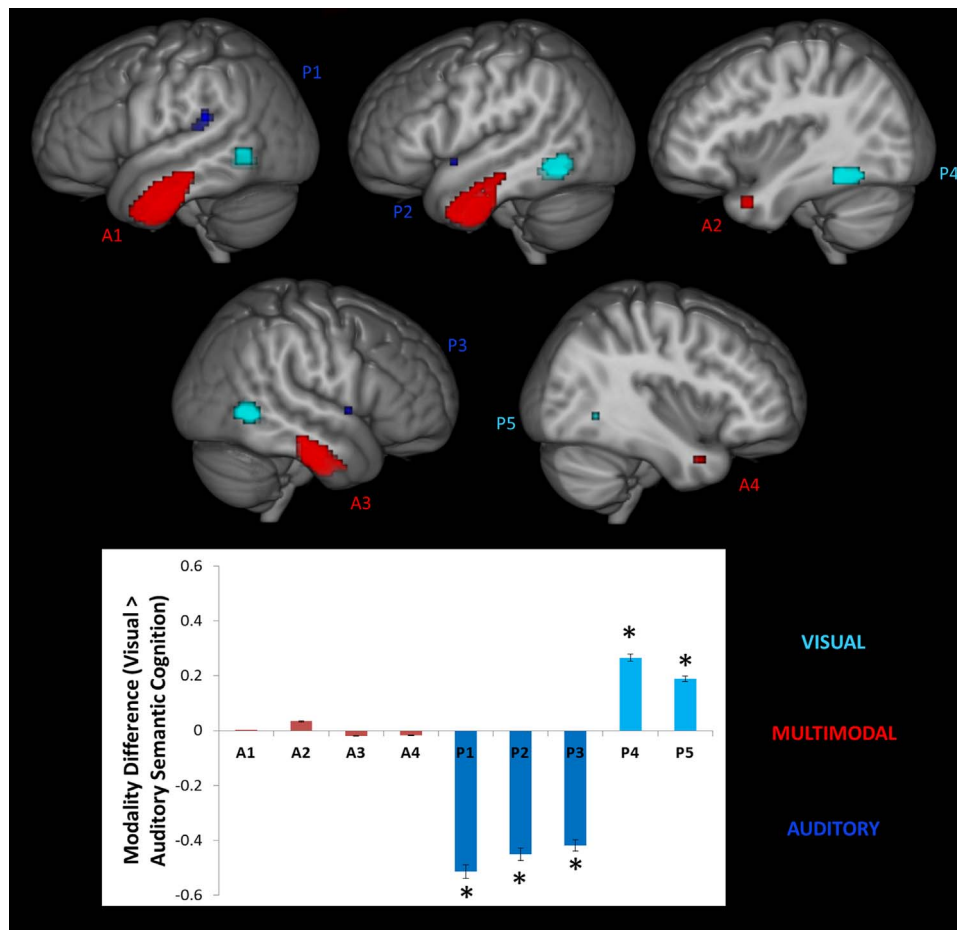 P1
P2
A1
A2
P4
P3
P5
A3
A4
Modality Difference (Visual >
Auditory Semantic Cognition)
0.6
0.4
0.2
0
-0.2
-0.4
-0.6
A1 A2 A3 A4 P1 P2 P3 P4 P5
* * * * *
VISUAL
MULTIMODAL
AUDITORY